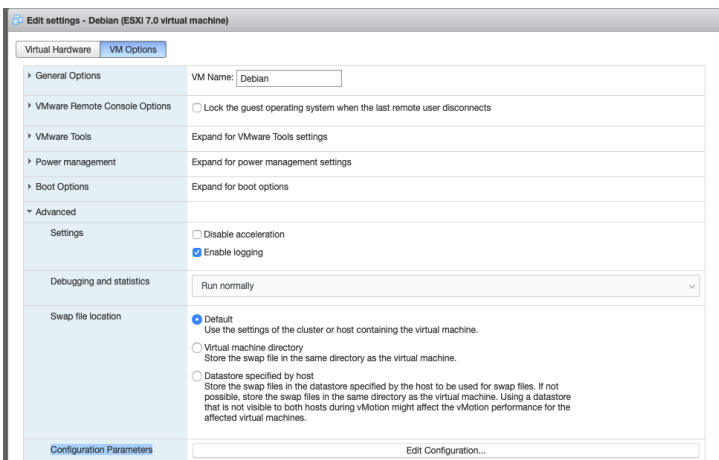 Edit settings - Debian (ESXi 7.0 virtual machine)
Virtual Hardware VM Options
General Options VM Name: Debian
VMware Remote Console Options Lock the guest operating system when the last remote user disconnects
VMware Tools Expand for VMware Tools settings
Power management Expand for power management settings
Boot Options Expand for boot options
Advanced
Settings Disable acceleration
Enable logging
Debugging and statistics Run normally
Swap file location Default
Use the settings of the cluster or host containing the virtual machine.
Virtual machine directory
Store the swap file in the same directory as the virtual machine.
Datastore specified by host
Store the swap files in the datastore specified by the host to be used for swap files. If not
possible, store the swap files in the same directory as the virtual machine. Using a datastore
that is not visible to both hosts during vMotion might affect the vMotion performance for the
affected virtual machines.
Configuration Parameters Edit Configuration...